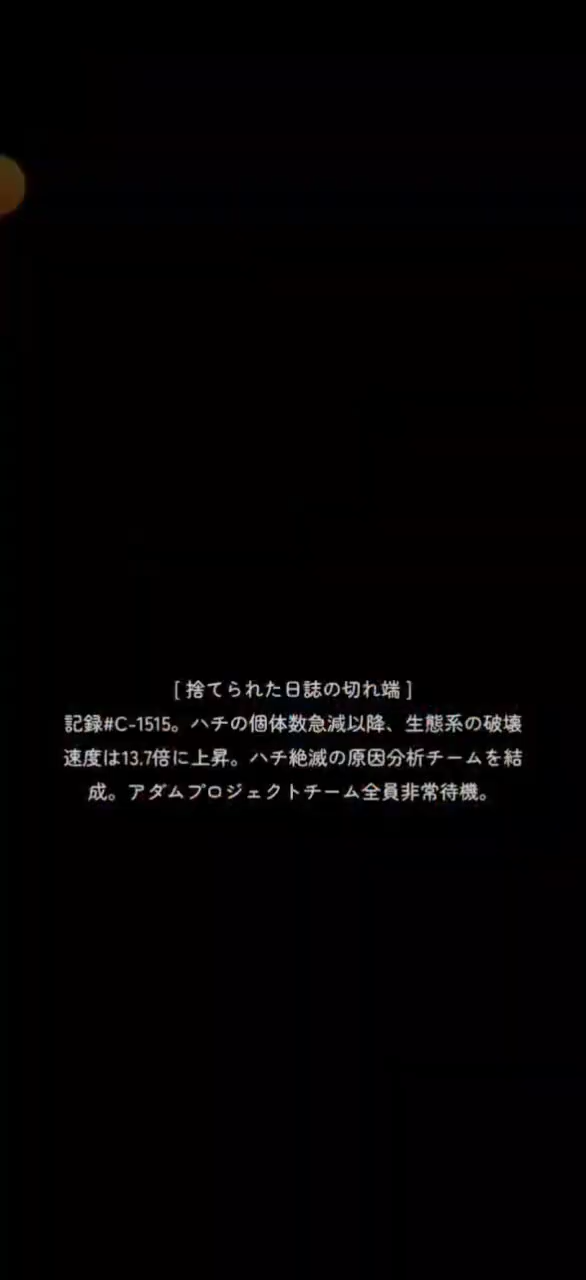 [ 捨てられた日誌の切れ端 ]
記録#C-1515。ハチの個体数急減以降、生態系の破壊
速度は13.7倍に上昇。ハチ絶滅の原因分析チームを結
成。アダムプロジェクトチーム全員非常待機。